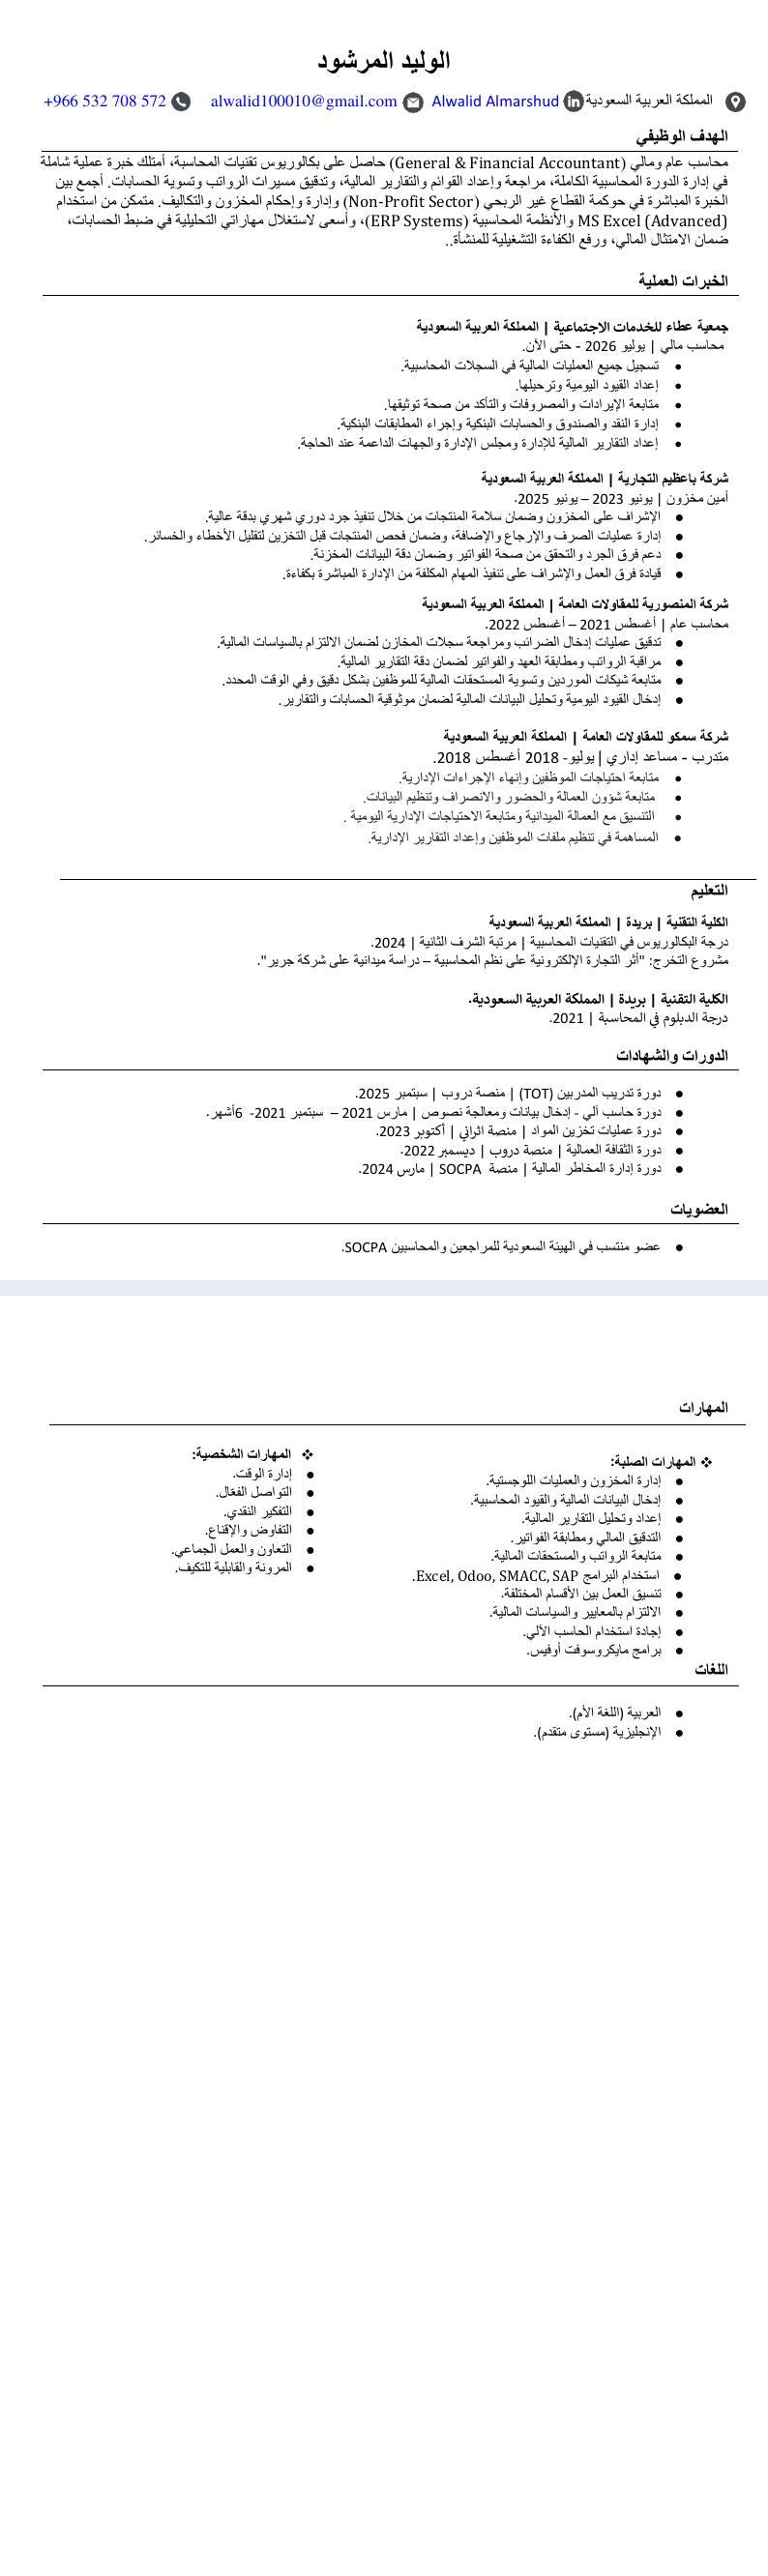 الوليد المرشود
المملكة العربية السعودية Alwalid Almarshud alwalid100010@gmail.com +966 532 708 572
الهدف الوظيفي
محاسب عام ومالي (General & Financial Accountant) حاصل على بكالوريوس تقنيات المحاسبة، أمتلك خبرة عملية شاملة
في إدارة الدورة المحاسبية الكاملة، مراجعة وإعداد القوائم والتقارير المالية، وتدقيق مسيرات الرواتب وتسوية الحسابات. أجمع بين
الخبرة المباشرة في حوكمة القطاع غير الربحي (Non-Profit Sector) وإدارة وإحكام المخزون والتكاليف. متمكن من استخدام
MS Excel (Advanced) والأنظمة المحاسبية (ERP Systems)، وأسعى لاستغلال مهاراتي التحليلية في ضبط الحسابات،
ضمان الامتثال المالي، ورفع الكفاءة التشغيلية للمنشأة..
الخبرات العملية
جمعية عطاء للخدمات الاجتماعية | المملكة العربية السعودية
محاسب مالي | يوليو 2026 - حتى الأن.
● تسجيل جميع العمليات المالية في السجلات المحاسبية.
● إعداد القيود اليومية وترحيلها.
● متابعة الإيرادات والمصروفات والتأكد من صحة توثيقها.
● إدارة النقد والصندوق والحسابات البنكية وإجراء المطابقات البنكية.
● إعداد التقارير المالية للإدارة ومجلس الإدارة والجهات الداعمة عند الحاجة.
شركة باعظيم التجارية | المملكة العربية السعودية
أمين مخزون | يونيو 2023 – يونيو 2025.
● الإشراف على المخزون وضمان سلامة المنتجات من خلال تنفيذ جرد دوري شهري بدقة عالية.
● إدارة عمليات الصرف والإرجاع والإضافة، وضمان فحص المنتجات قبل التخزين لتقليل الأخطاء والخسائر.
● دعم فرق الجرد والتحقق من صحة الفواتير وضمان دقة البيانات المخزنة.
● قيادة فرق العمل والإشراف على تنفيذ المهام المكلفة من الإدارة المباشرة بكفاءة.
شركة المنصورية للمقاولات العامة | المملكة العربية السعودية
محاسب عام | أغسطس 2021 – أغسطس 2022.
● تدقيق عمليات إدخال الضرائب ومراجعة سجلات المخازن لضمان الالتزام بالسياسات المالية.
● مراقبة الرواتب ومطابقة العهد والفواتير لضمان دقة التقارير المالية.
● متابعة شيكات الموردين وتسوية المستحقات المالية للموظفين بشكل دقيق وفي الوقت المحدد.
● إدخال القيود اليومية وتحليل البيانات المالية لضمان موثوقية الحسابات والتقارير.
شركة سمكو للمقاولات العامة | المملكة العربية السعودية
متدرب - مساعد إداري | يوليو- 2018 أغسطس 2018.
● متابعة احتياجات الموظفين وإنهاء الإجراءات الإدارية.
● متابعة شؤون العمالة والحضور والانصراف وتنظيم البيانات.
● التنسيق مع العمالة الميدانية ومتابعة الاحتياجات الإدارية اليومية .
● المساهمة في تنظيم ملفات الموظفين وإعداد التقارير الإدارية.
التعليم
الكلية التقنية | بريدة | المملكة العربية السعودية
درجة البكالوريوس في التقنيات المحاسبية | مرتبة الشرف الثانية | 2024.
مشروع التخرج: "أثر التجارة الإلكترونية على نظم المحاسبية – دراسة ميدانية على شركة جرير".
الكلية التقنية | بريدة | المملكة العربية السعودية.
درجة الدبلوم في المحاسبة | 2021.
الدورات والشهادات
● دورة تدريب المدربين (TOT) | منصة دروب | سبتمبر 2025.
● دورة حاسب ألي - إدخال بيانات ومعالجة نصوص | مارس 2021 – سبتمبر 2021- 6أشهر.
● دورة عمليات تخزين المواد | منصة اثرائي | أكتوبر 2023.
● دورة الثقافة العمالية | منصة دروب | ديسمبر 2022.
● دورة إدارة المخاطر المالية | منصة SOCPA | مارس 2024.
العضويات
● عضو منتسب في الهيئة السعودية للمراجعين والمحاسبين SOCPA.
المهارات
❖ المهارات الصلبة:
● إدارة المخزون والعمليات اللوجستية.
● إدخال البيانات المالية والقيود المحاسبية.
● إعداد وتحليل التقارير المالية.
● التدقيق المالي ومطابقة الفواتير.
● متابعة الرواتب والمستحقات المالية.
● استخدام البرامج Excel, Odoo, SMACC, SAP.
● تنسيق العمل بين الأقسام المختلفة.
● الالتزام بالمعايير والسياسات المالية.
● إجادة استخدام الحاسب الآلي.
● برامج مايكروسوفت أوفيس.
❖ المهارات الشخصية:
● إدارة الوقت.
● التواصل الفعّال.
● التفكير النقدي.
● التفاوض والإقناع.
● التعاون والعمل الجماعي.
● المرونة والقابلية للتكيف.
اللغات
● العربية (اللغة الأم).
● الإنجليزية (مستوى متقدم).